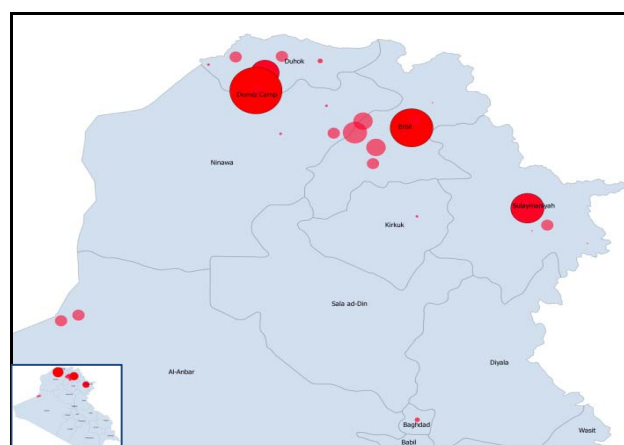 Duhok
Domiz Camp
Erbil
Ninawa
Sulaymaniyah
Kirkuk
Sala ad-Din
Diyala
Al-Anbar
Baghdad
Wasit
Babil